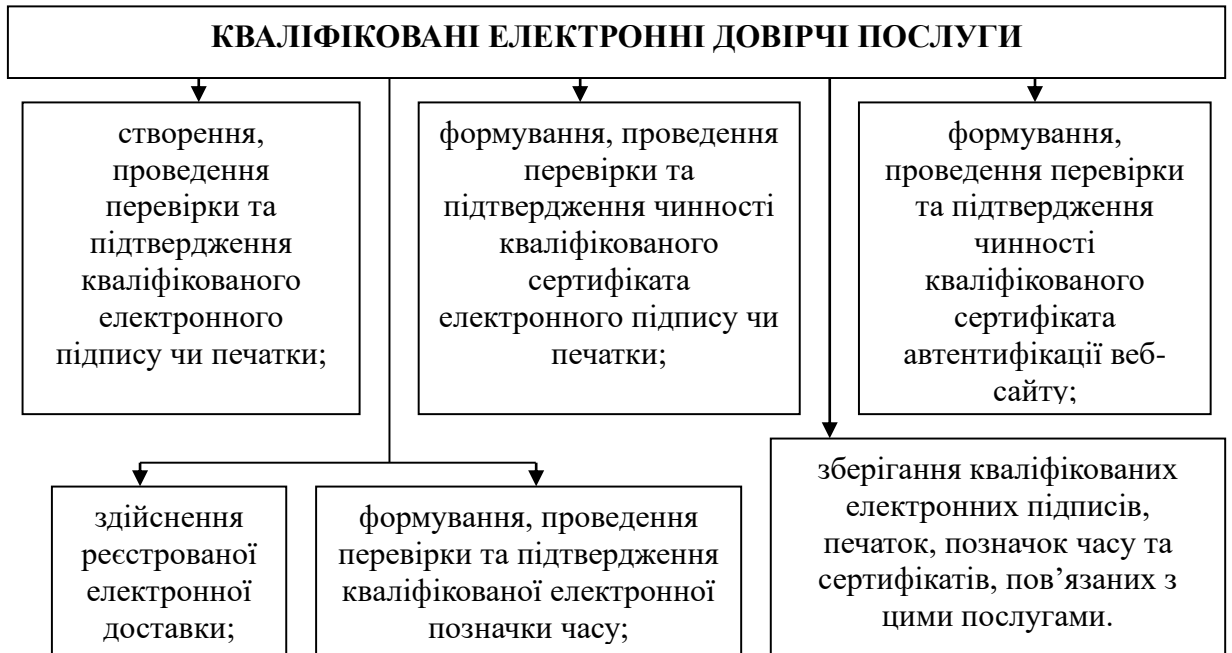 КВАЛІФІКОВАНІ ЕЛЕКТРОННІ ДОВІРЧІ ПОСЛУГИ
створення,
проведення
перевірки та
підтвердження
кваліфікованого
електронного
підпису чи печатки;
формування, проведення
перевірки та
підтвердження чинності
кваліфікованого
сертифіката
електронного підпису чи
печатки;
формування,
проведення перевірки
та підтвердження
чинності
кваліфікованого
сертифіката
автентифікації веб-
сайту;
здійснення
реєстрованої
електронної
доставки;
формування, проведення
перевірки та підтвердження
кваліфікованої електронної
позначки часу;
зберігання кваліфікованих
електронних підписів,
печаток, позначок часу та
сертифікатів, пов’язаних з
цими послугами.